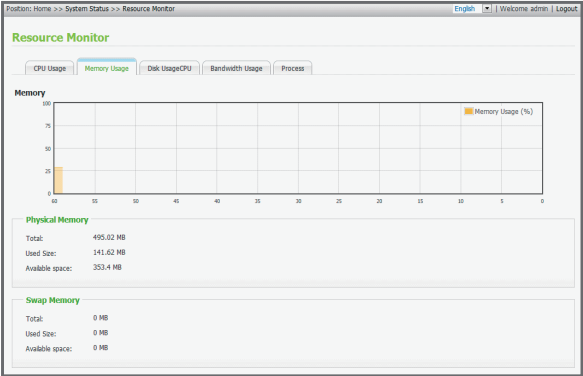 Position: Home >> System Status >> Resource Monitor English | Welcome admin | Logout
Resource Monitor
CPU Usage Memory Usage Disk UsageCPU Bandwidth Usage Process
Memory
100
Memory Usage (%)
75
50
25
0
60 55 50 45 40 35 30 25 20 15 10 5 0
Physical Memory
Total: 495.02 MB
Used Size: 141.62 MB
Available space: 353.4 MB
Swap Memory
Total: 0 MB
Used Size: 0 MB
Available space: 0 MB